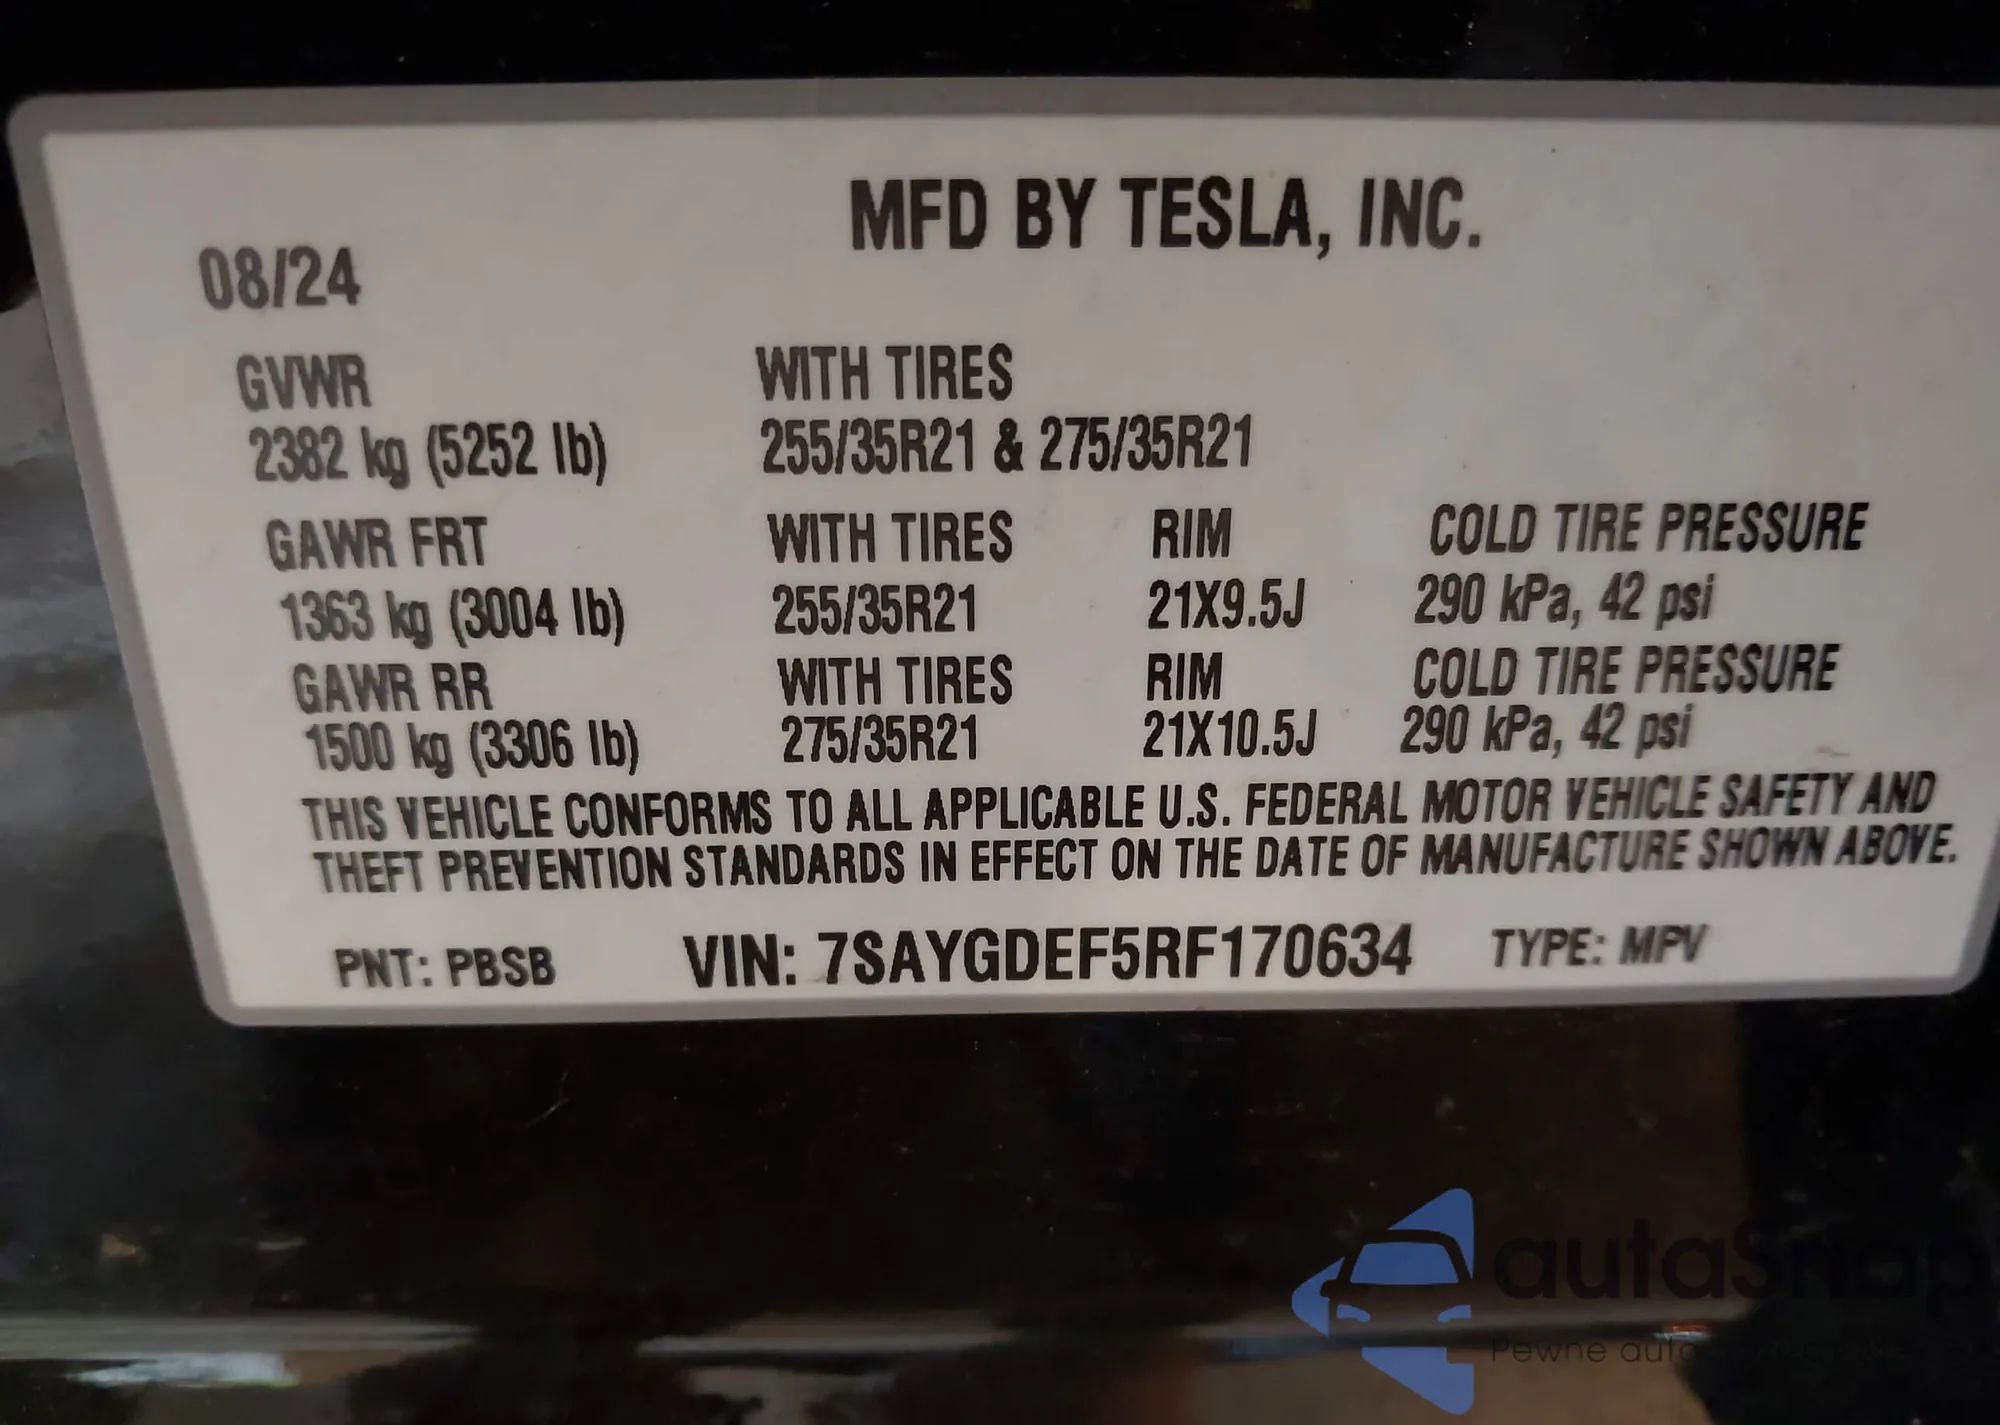 MFD BY TESLA, INC.
08/24
GVWR WITH TIRES
2382 kg (5252 lb) 255/35R21 & 275/35R21
GAWR FRT WITH TIRES RIM COLD TIRE PRESSURE
1363 kg (3004 lb) 255/35R21 21X9.5J 290 kPa, 42 psi
GAWR RR WITH TIRES RIM COLD TIRE PRESSURE
1500 kg (3306 lb) 275/35R21 21X10.5J 290 kPa, 42 psi
THIS VEHICLE CONFORMS TO ALL APPLICABLE U.S. FEDERAL MOTOR VEHICLE SAFETY AND
THEFT PREVENTION STANDARDS IN EFFECT ON THE DATE OF MANUFACTURE SHOWN ABOVE.
PNT: PBSB VIN: 7SAYGDEF5RF170634 TYPE: MPV
autaSnap
Pewne auto